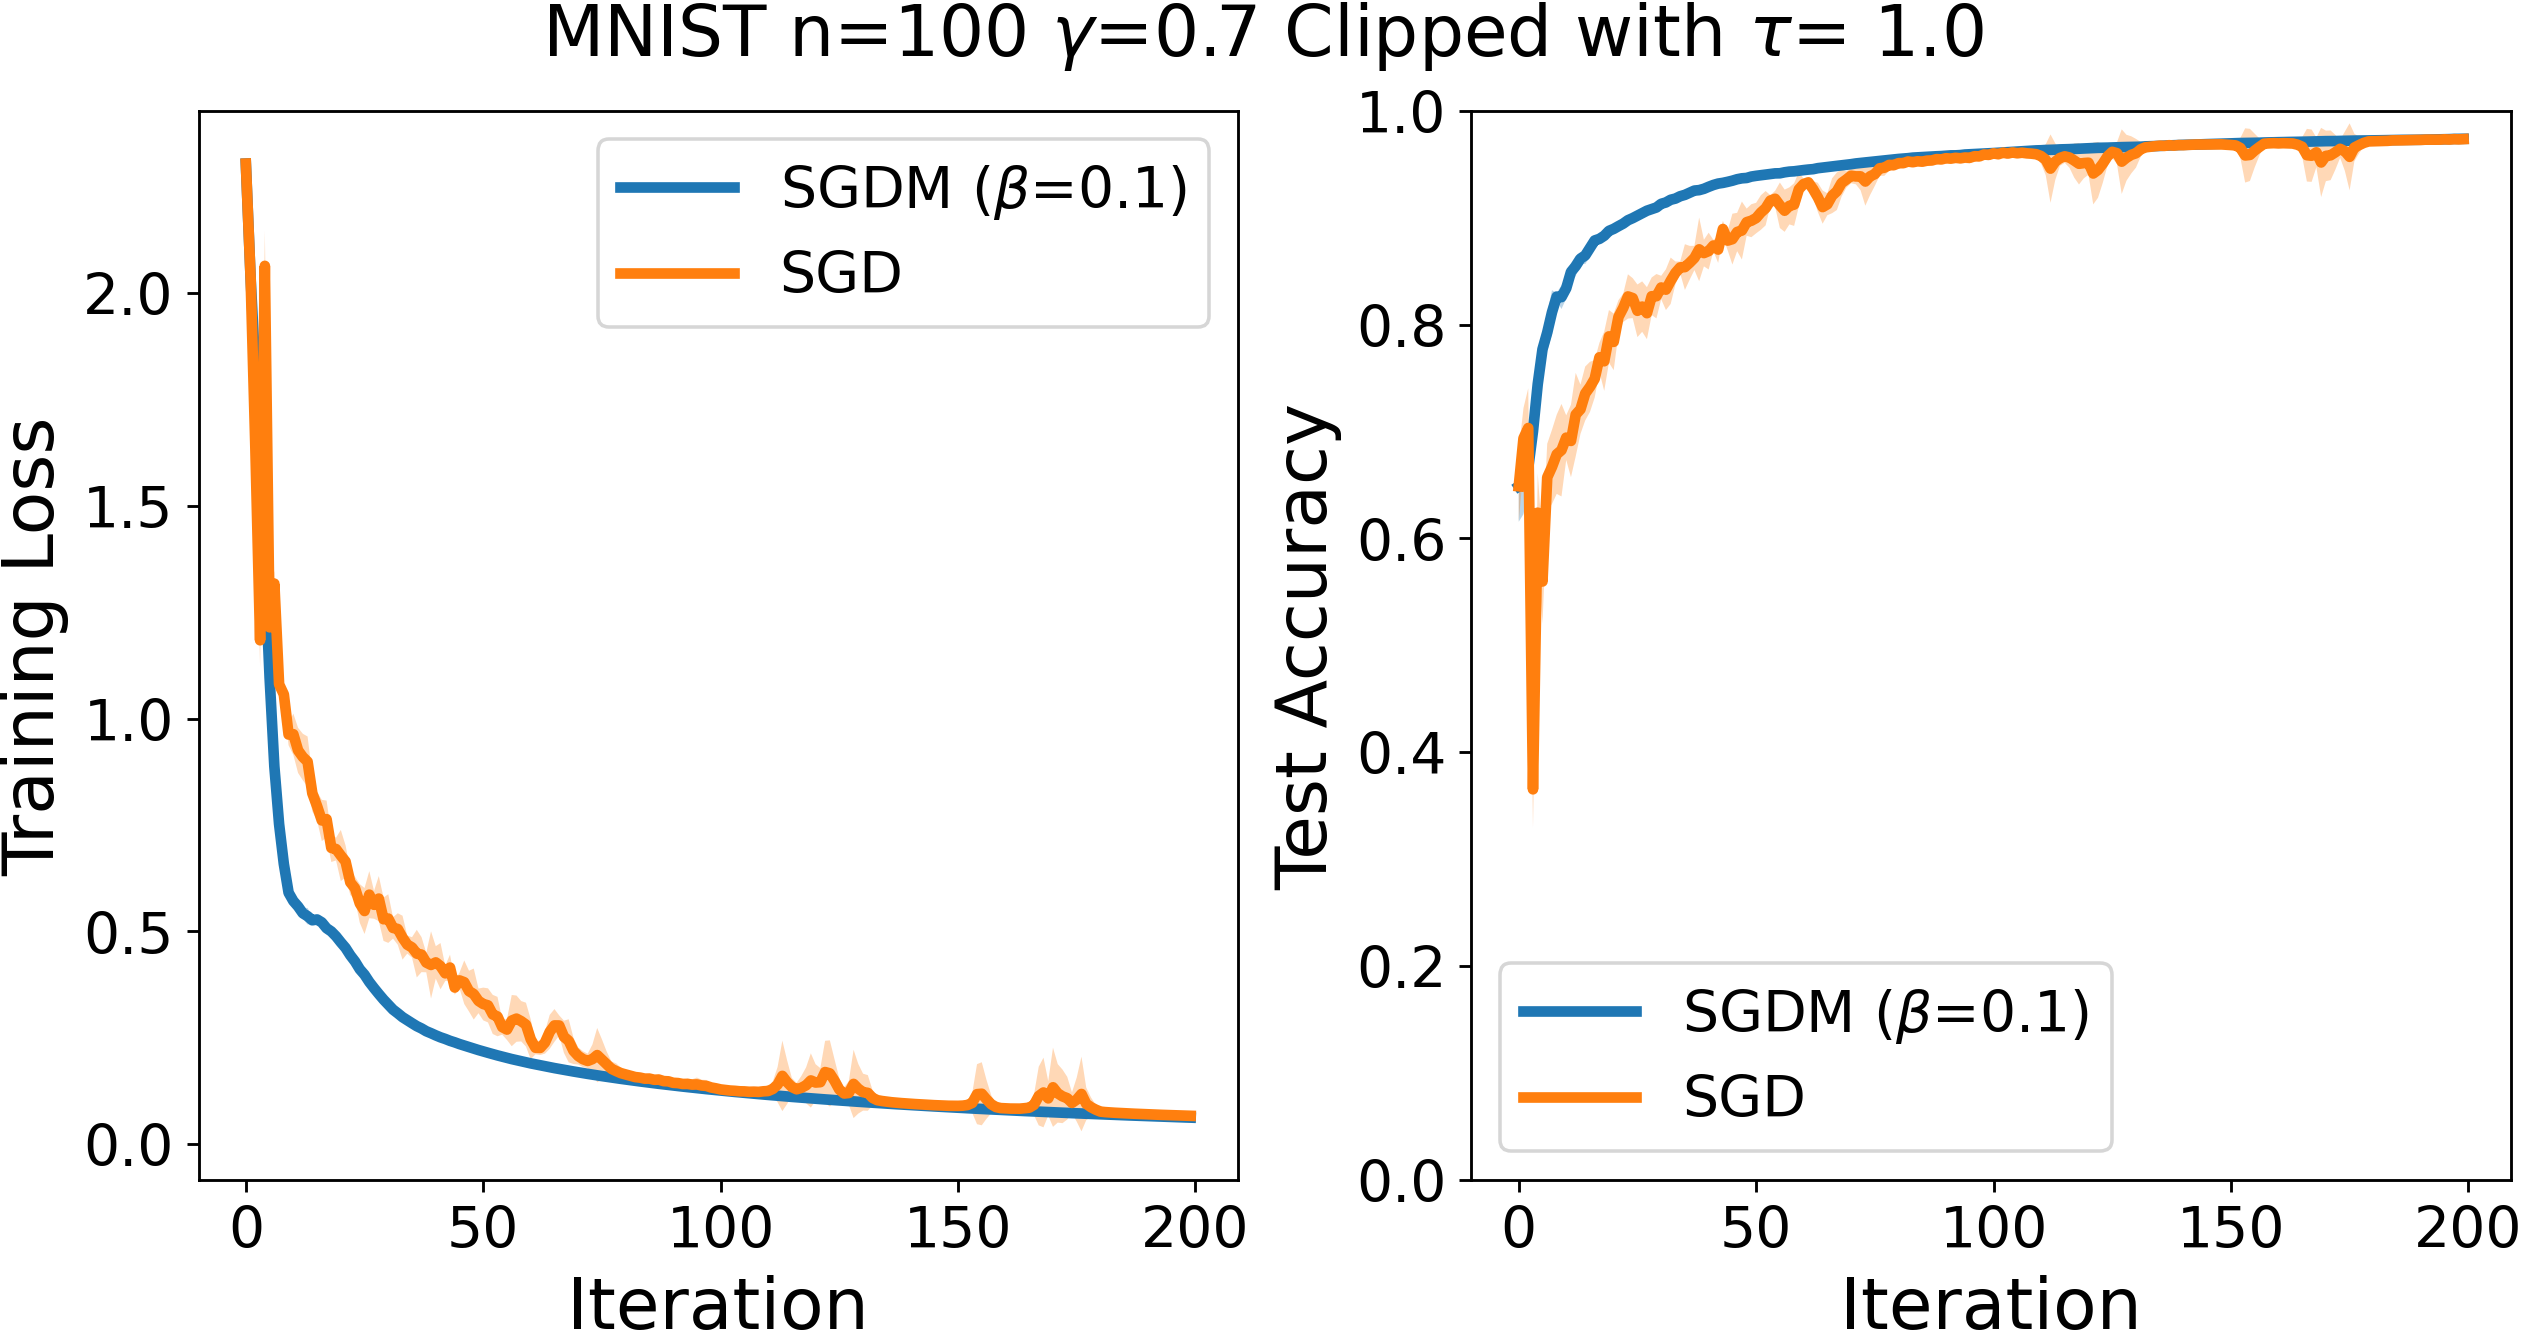 MNIST n=100 γ=0.7 Clipped with τ= 1.0
Training Loss
2.0
1.5
1.0
0.5
0.0
0 50 100 150 200
Iteration
SGDM (β=0.1)
SGD
Test Accuracy
1.0
0.8
0.6
0.4
0.2
0.0
0 50 100 150 200
Iteration
SGDM (β=0.1)
SGD